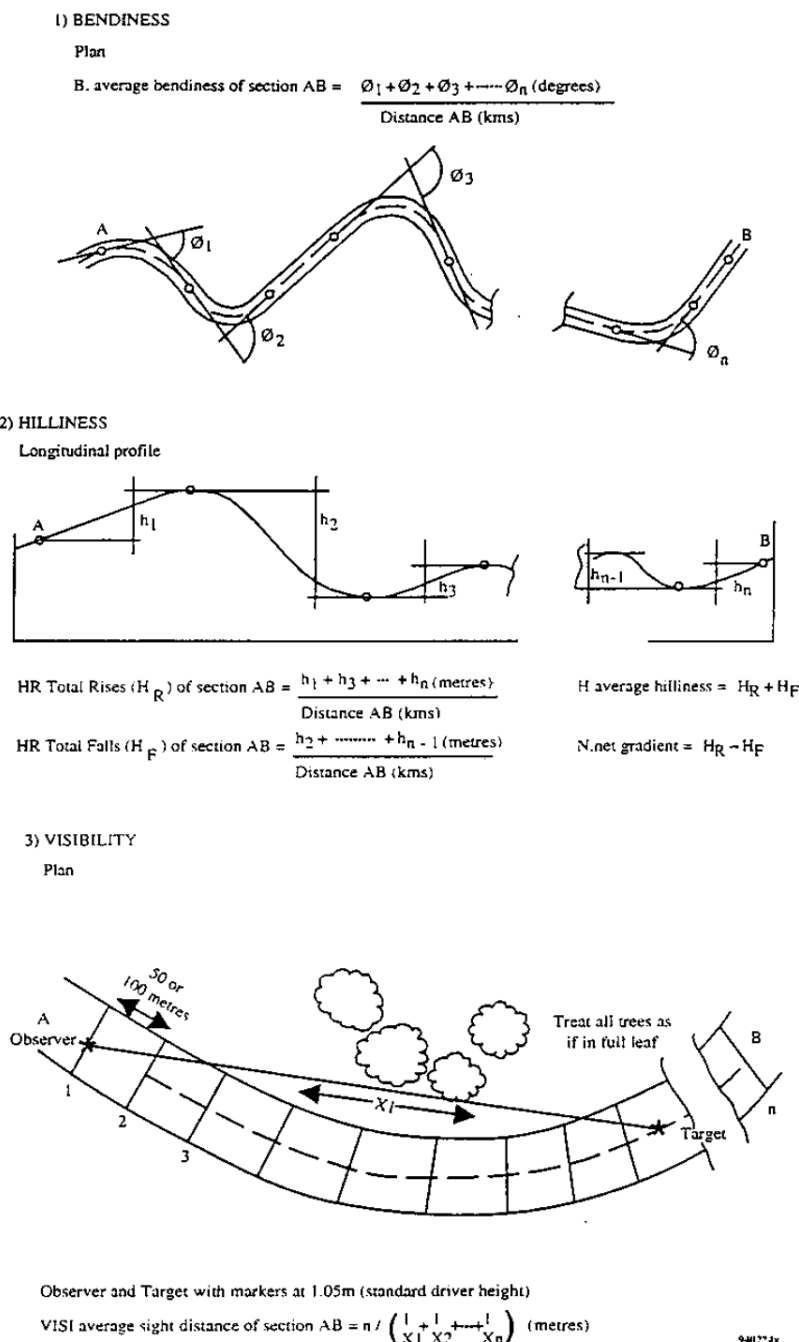 1) BENDINESS
Plan
B. average bendiness of section AB = Ø1 + Ø2 + Ø3 +----- Øn (degrees)
Distance AB (kms)
Ø3
A
Ø1
B
Ø2
Øn
2) HILLINESS
Longitudinal profile
A
h1
h2
h3
hn-1
B
hn
HR Total Rises (HR) of section AB = h1 + h3 + --- + hn (metres)
Distance AB (kms)
H average hilliness = HR + HF
HR Total Falls (HF) of section AB = h2 + --------- + hn - 1 (metres)
Distance AB (kms)
N.net gradient = HR - HF
3) VISIBILITY
Plan
50 or
100 metres
A
Observer
Treat all trees as
if in full leaf
B
X1
1
2
3
Target
n
Observer and Target with markers at 1.05m (standard driver height)
VISI average sight distance of section AB = n / (1/X1 + 1/X2 +----+ 1/Xn) (metres)